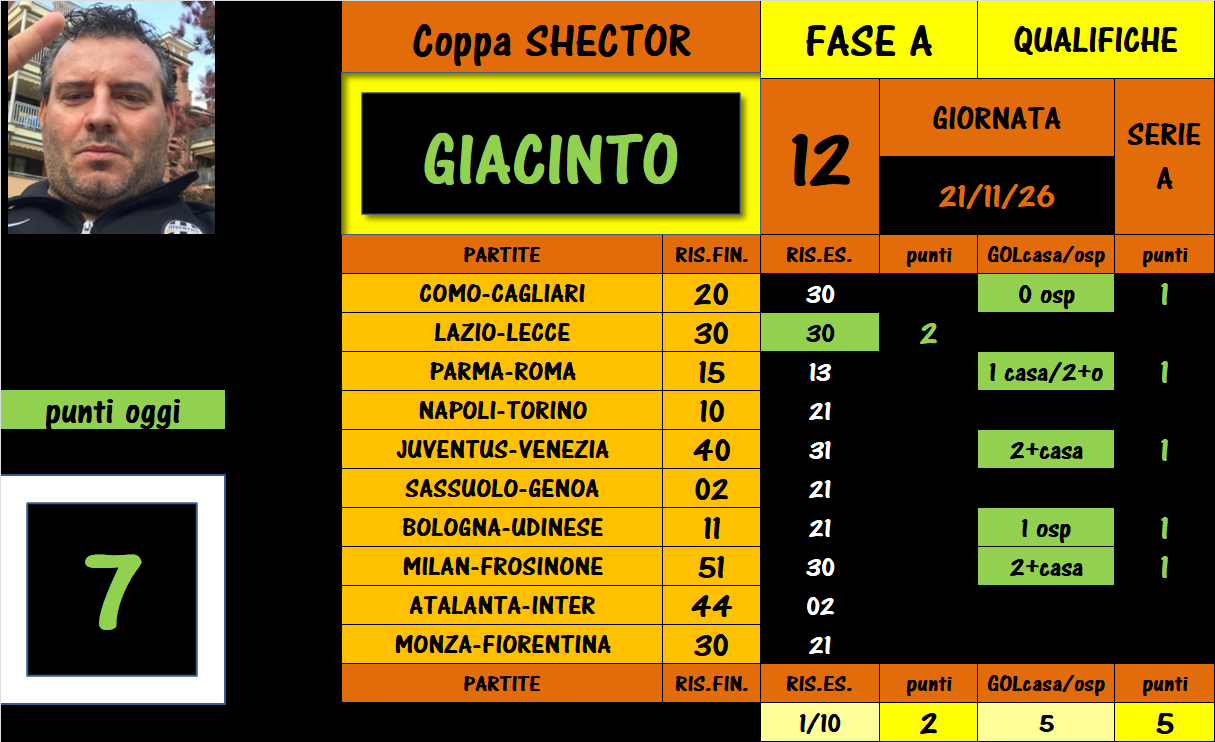 Coppa SHECTOR FASE A QUALIFICHE
GIACINTO 12 GIORNATA SERIE A
21/11/26
PARTITE RIS.FIN. RIS.ES. punti GOLcasa/osp punti
COMO-CAGLIARI 20 30 0 osp 1
LAZIO-LECCE 30 30 2
PARMA-ROMA 15 13 1 casa/2+o 1
punti oggi
NAPOLI-TORINO 10 21
JUVENTUS-VENEZIA 40 31 2+casa 1
SASSUOLO-GENOA 02 21
BOLOGNA-UDINESE 11 21 1 osp 1
7
MILAN-FROSINONE 51 30 2+casa 1
ATALANTA-INTER 44 02
MONZA-FIORENTINA 30 21
PARTITE RIS.FIN. RIS.ES. punti GOLcasa/osp punti
1/10 2 5 5